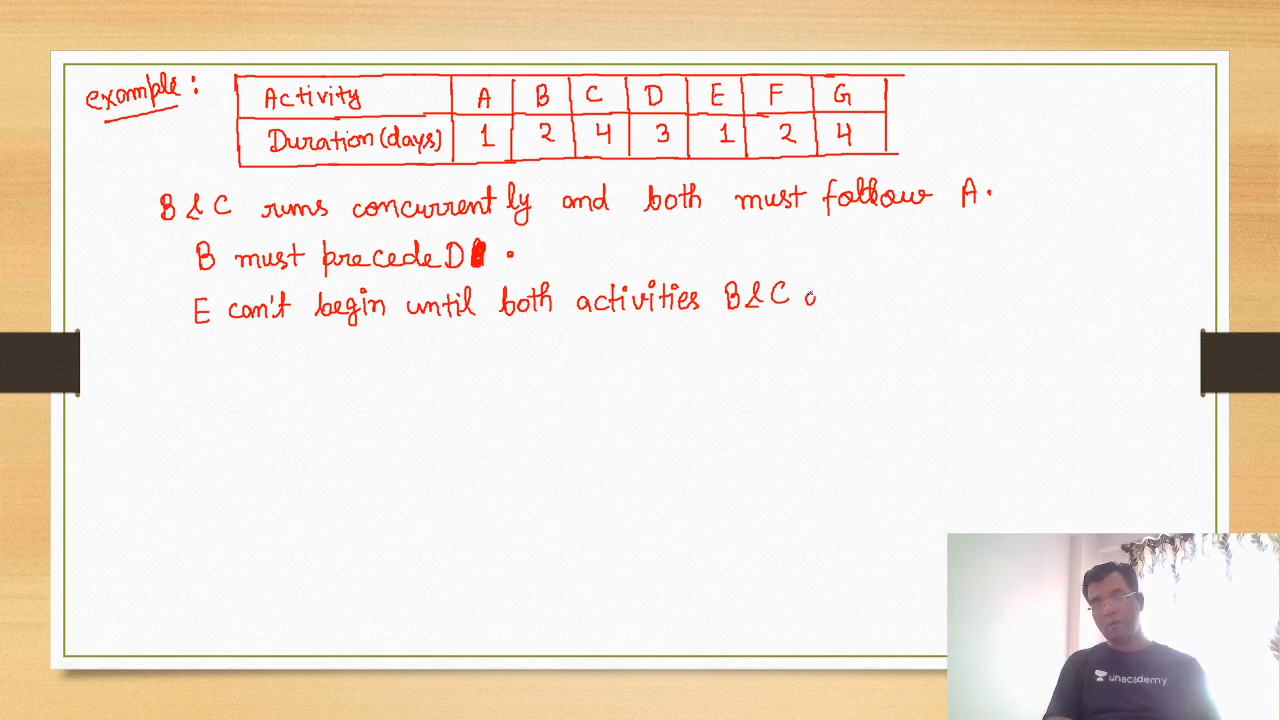 example:
Activity A B C D E F G
Duration(days) 1 2 4 3 1 2 4
B & C runs concurrently and both must follow A.
B must precede D .
E can't begin until both activities B & C
unacademy